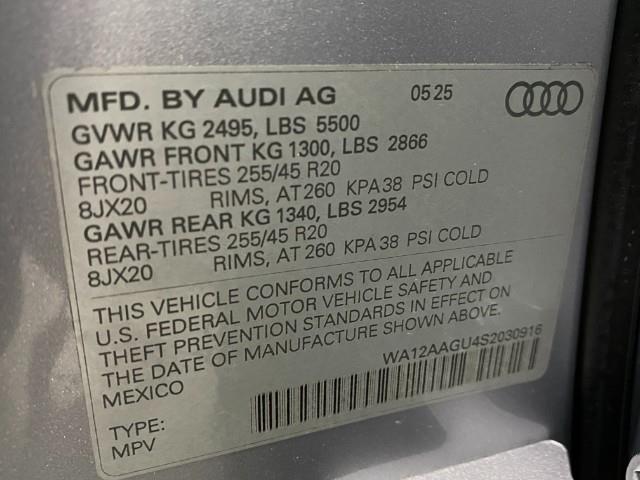 MFD. BY AUDI AG 05 25
GVWR KG 2495, LBS 5500
GAWR FRONT KG 1300, LBS 2866
FRONT-TIRES 255/45 R20
8JX20 RIMS, AT 260 KPA 38 PSI COLD
GAWR REAR KG 1340, LBS 2954
REAR-TIRES 255/45 R20
8JX20 RIMS, AT 260 KPA 38 PSI COLD
THIS VEHICLE CONFORMS TO ALL APPLICABLE
U.S. FEDERAL MOTOR VEHICLE SAFETY AND
THEFT PREVENTION STANDARDS IN EFFECT ON
THE DATE OF MANUFACTURE SHOWN ABOVE.
MEXICO WA12AAGU4S2030916
TYPE:
MPV